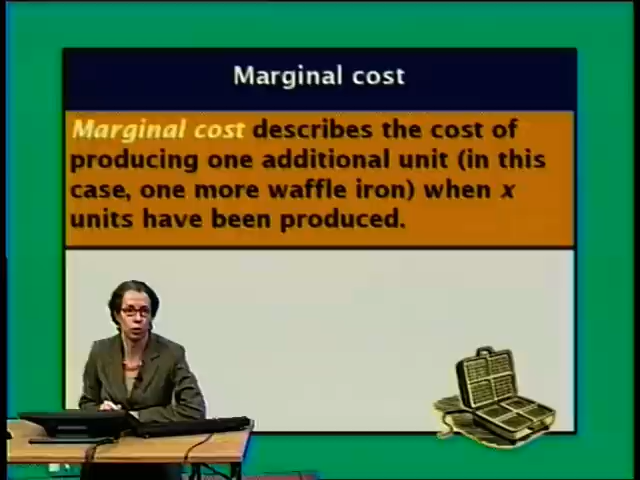 Marginal cost
Marginal cost describes the cost of
producing one additional unit (in this
case, one more waffle iron) when x
units have been produced.